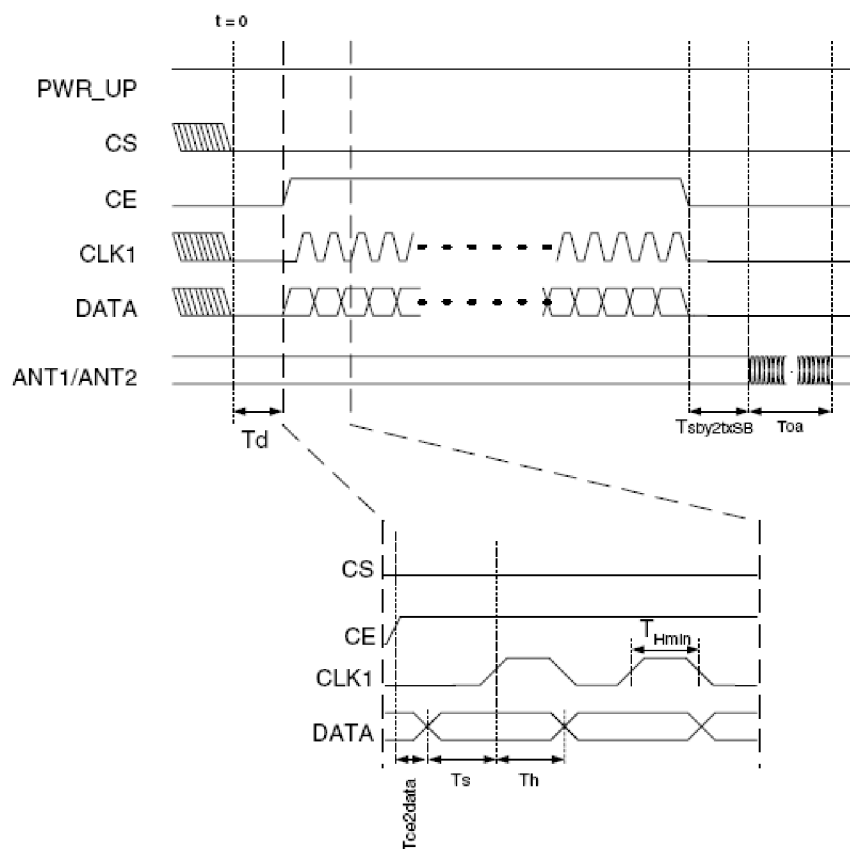 t = 0
PWR_UP
CS
CE
CLK1
DATA
ANT1/ANT2
Td
Tsby2txSB
Toa
CS
CE
THmin
CLK1
DATA
Tce2data
Ts
Th